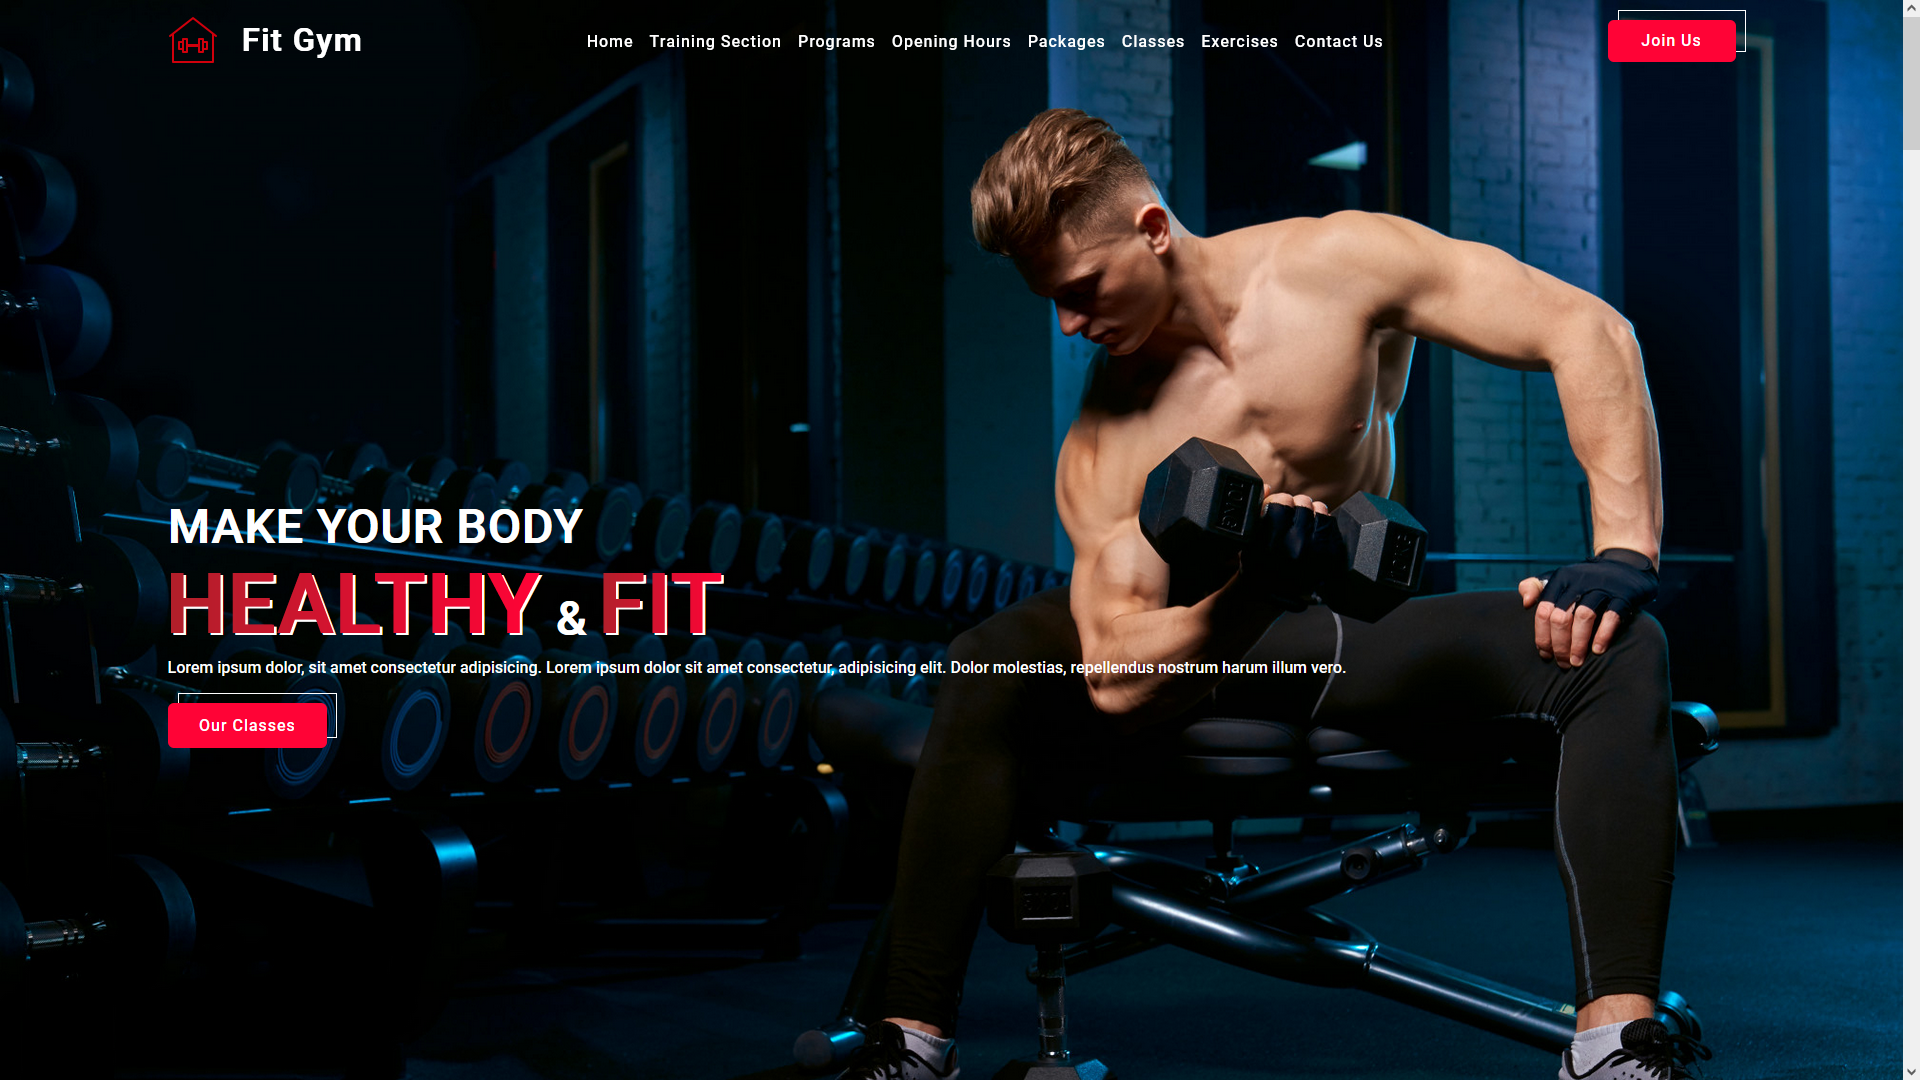 Fit Gym
Home Training Section Programs Opening Hours Packages Classes Exercises Contact Us
Join Us
MAKE YOUR BODY
HEALTHY & FIT
Lorem ipsum dolor, sit amet consectetur adipisicing. Lorem ipsum dolor sit amet consectetur, adipisicing elit. Dolor molestias, repellendus nostrum harum illum vero.
Our Classes